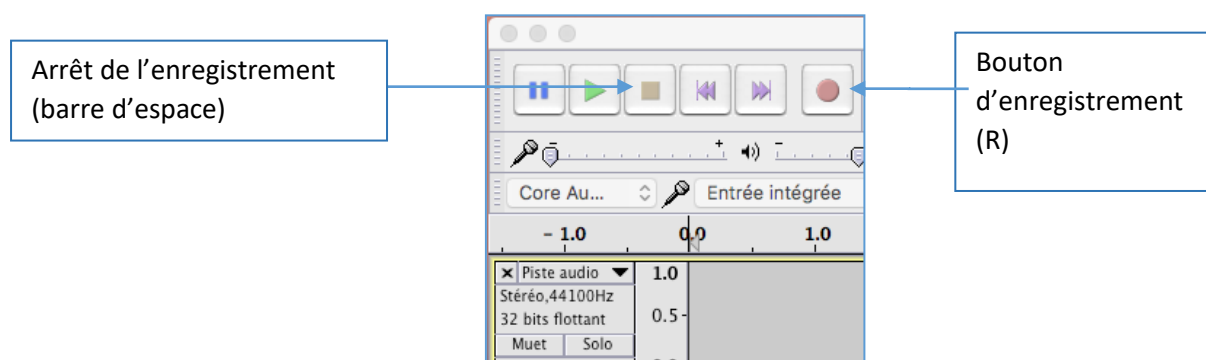 Arrêt de l’enregistrement
(barre d’espace)
Bouton
d’enregistrement
(R)
Core Au...
Entrée intégrée
- 1.0 0.0 1.0
Piste audio 1.0
Stéréo,44100Hz
32 bits flottant 0.5
Muet Solo